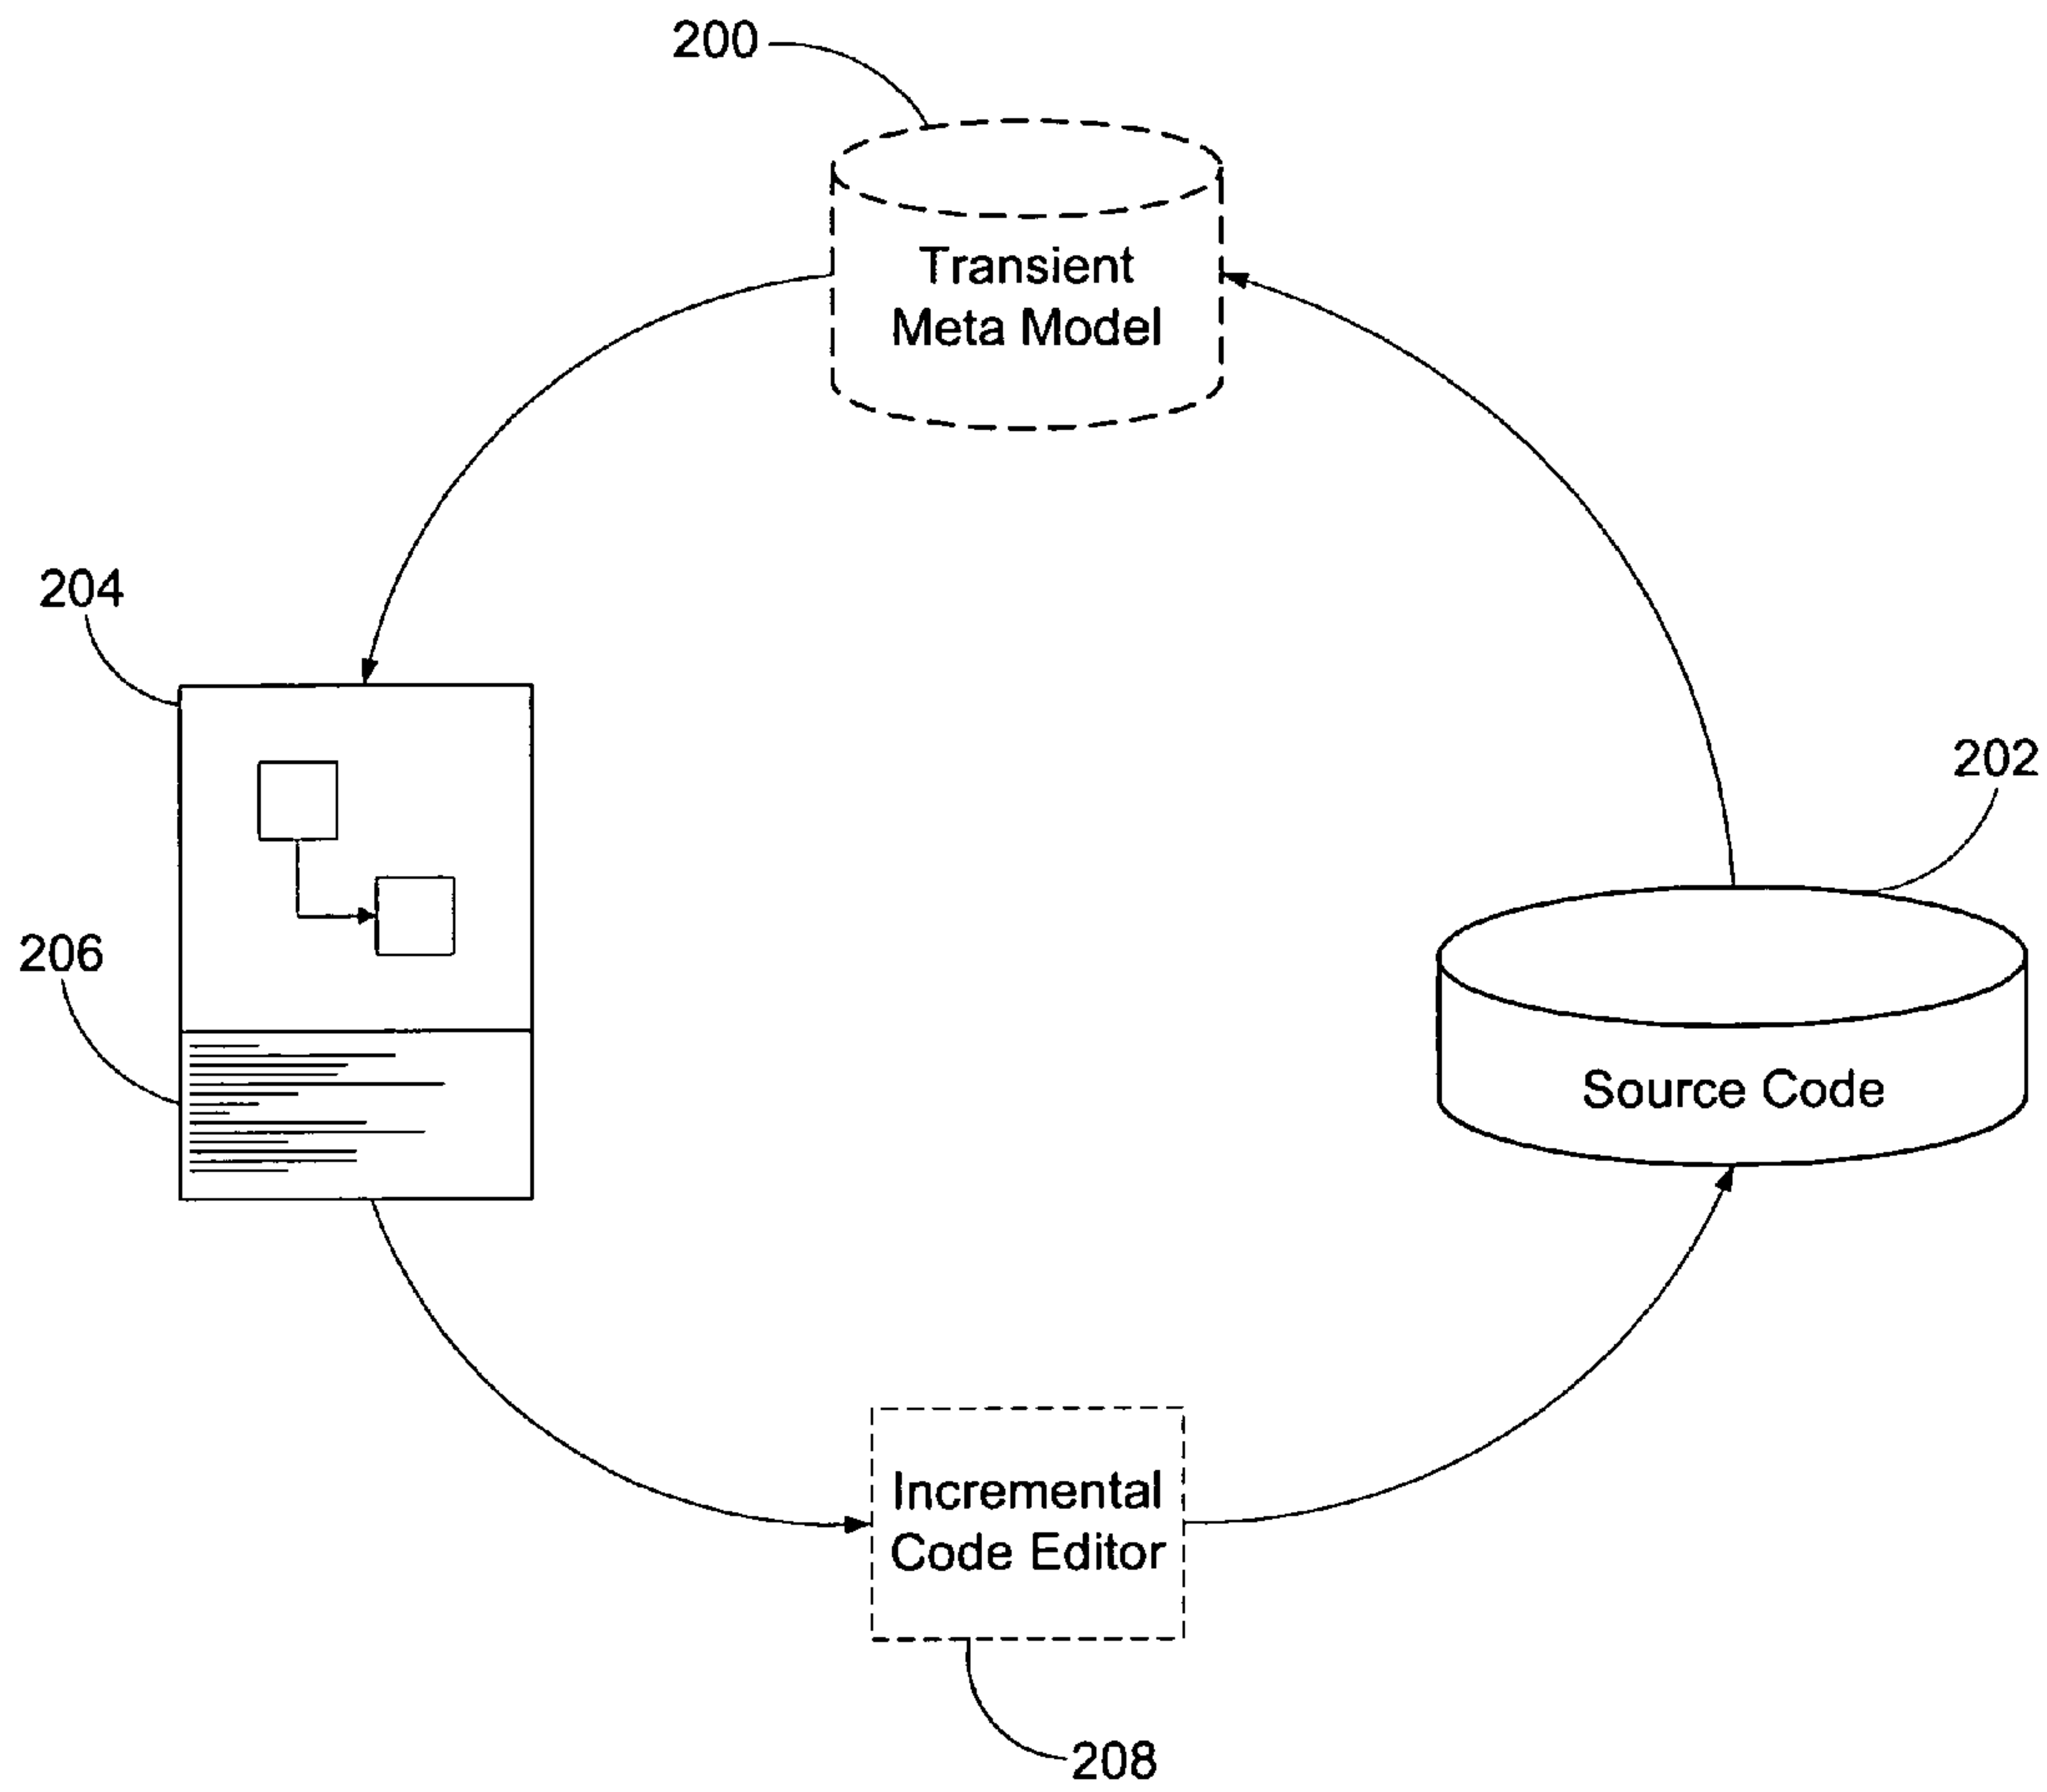 200
Transient
Meta Model
204
202
206
Source Code
Incremental
Code Editor
208